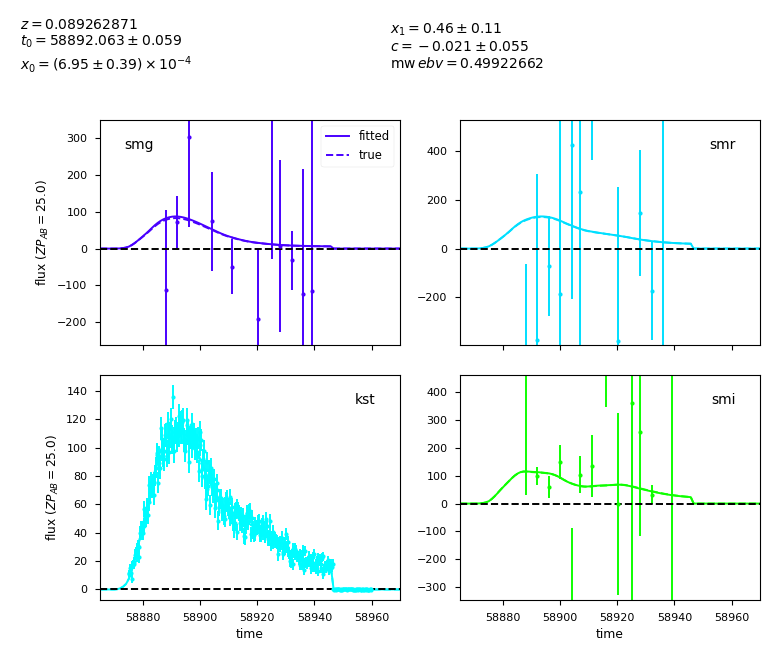 z = 0.089262871
t₀ = 58892.063 ± 0.059
x₀ = (6.95 ± 0.39) × 10⁻⁴
x₁ = 0.46 ± 0.11
c = −0.021 ± 0.055
mw ebv = 0.49922662
smg
fitted
true
300
200
100
0
−100
−200
flux (ZP_AB = 25.0)
smr
400
200
0
−200
kst
140
120
100
80
60
40
20
0
flux (ZP_AB = 25.0)
58880 58900 58920 58940 58960
time
smi
400
300
200
100
0
−100
−200
−300
58880 58900 58920 58940 58960
time